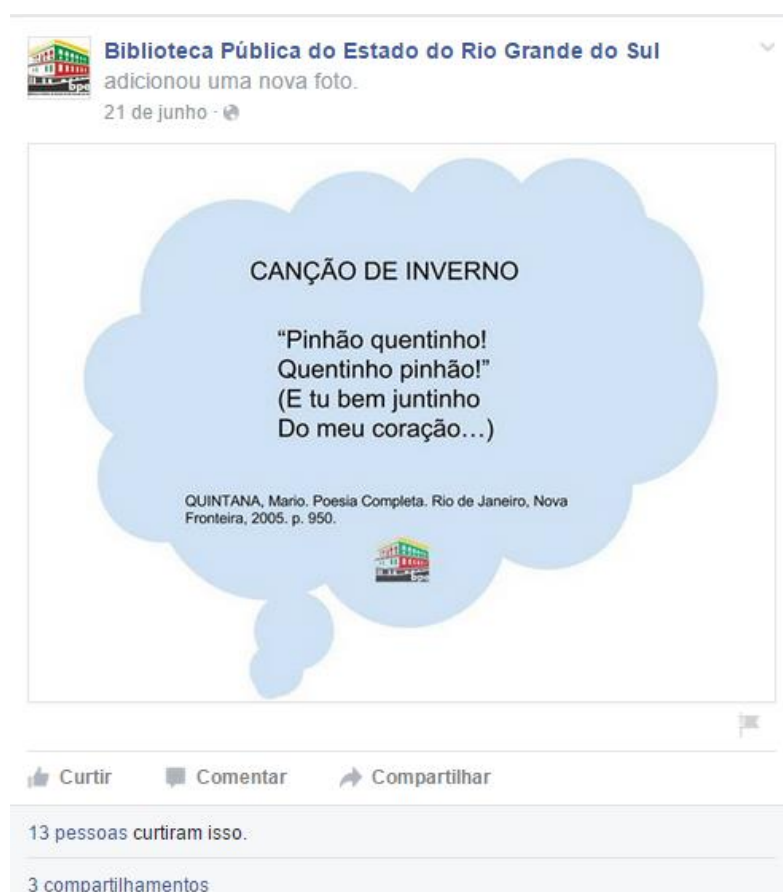 Biblioteca Pública do Estado do Rio Grande do Sul
adicionou uma nova foto.
21 de junho ·
CANÇÃO DE INVERNO
“Pinhão quentinho!
Quentinho pinhão!”
(E tu bem juntinho
Do meu coração…)
QUINTANA, Mario. Poesia Completa. Rio de Janeiro, Nova
Fronteira, 2005. p. 950.
bpe
Curtir Comentar Compartilhar
13 pessoas curtiram isso.
3 compartilhamentos